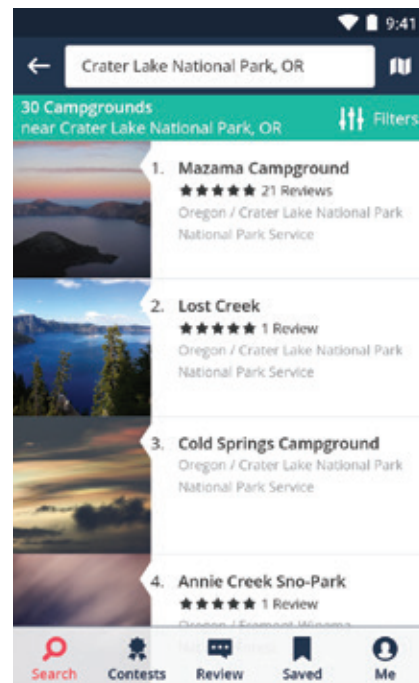 9:41
Crater Lake National Park, OR
30 Campgrounds
near Crater Lake National Park, OR
Filters
1. Mazama Campground
21 Reviews
Oregon / Crater Lake National Park
National Park Service
2. Lost Creek
1 Review
Oregon / Crater Lake National Park
National Park Service
3. Cold Springs Campground
Oregon / Crater Lake National Park
National Park Service
4. Annie Creek Sno-Park
1 Review
Oregon / Fremont-Winema
Search Contests Review Saved Me